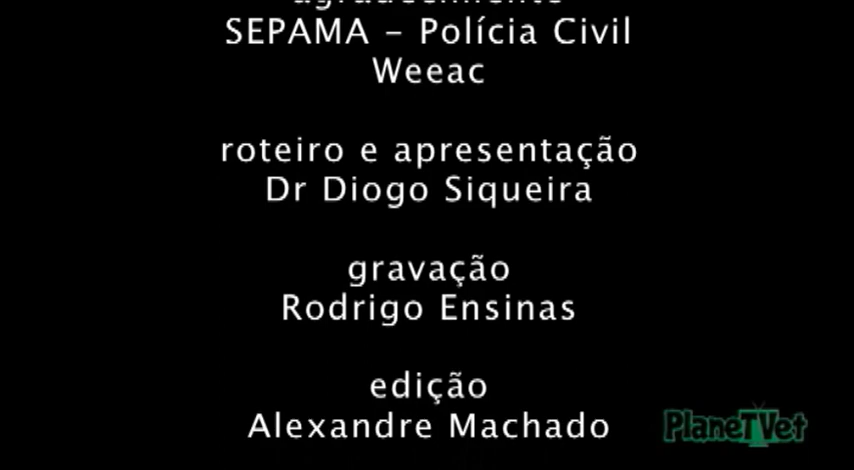 SEPAMA - Polícia Civil
Weeac
roteiro e apresentação
Dr Diogo Siqueira
gravação
Rodrigo Ensinas
edição
Alexandre Machado
PlaneTVet